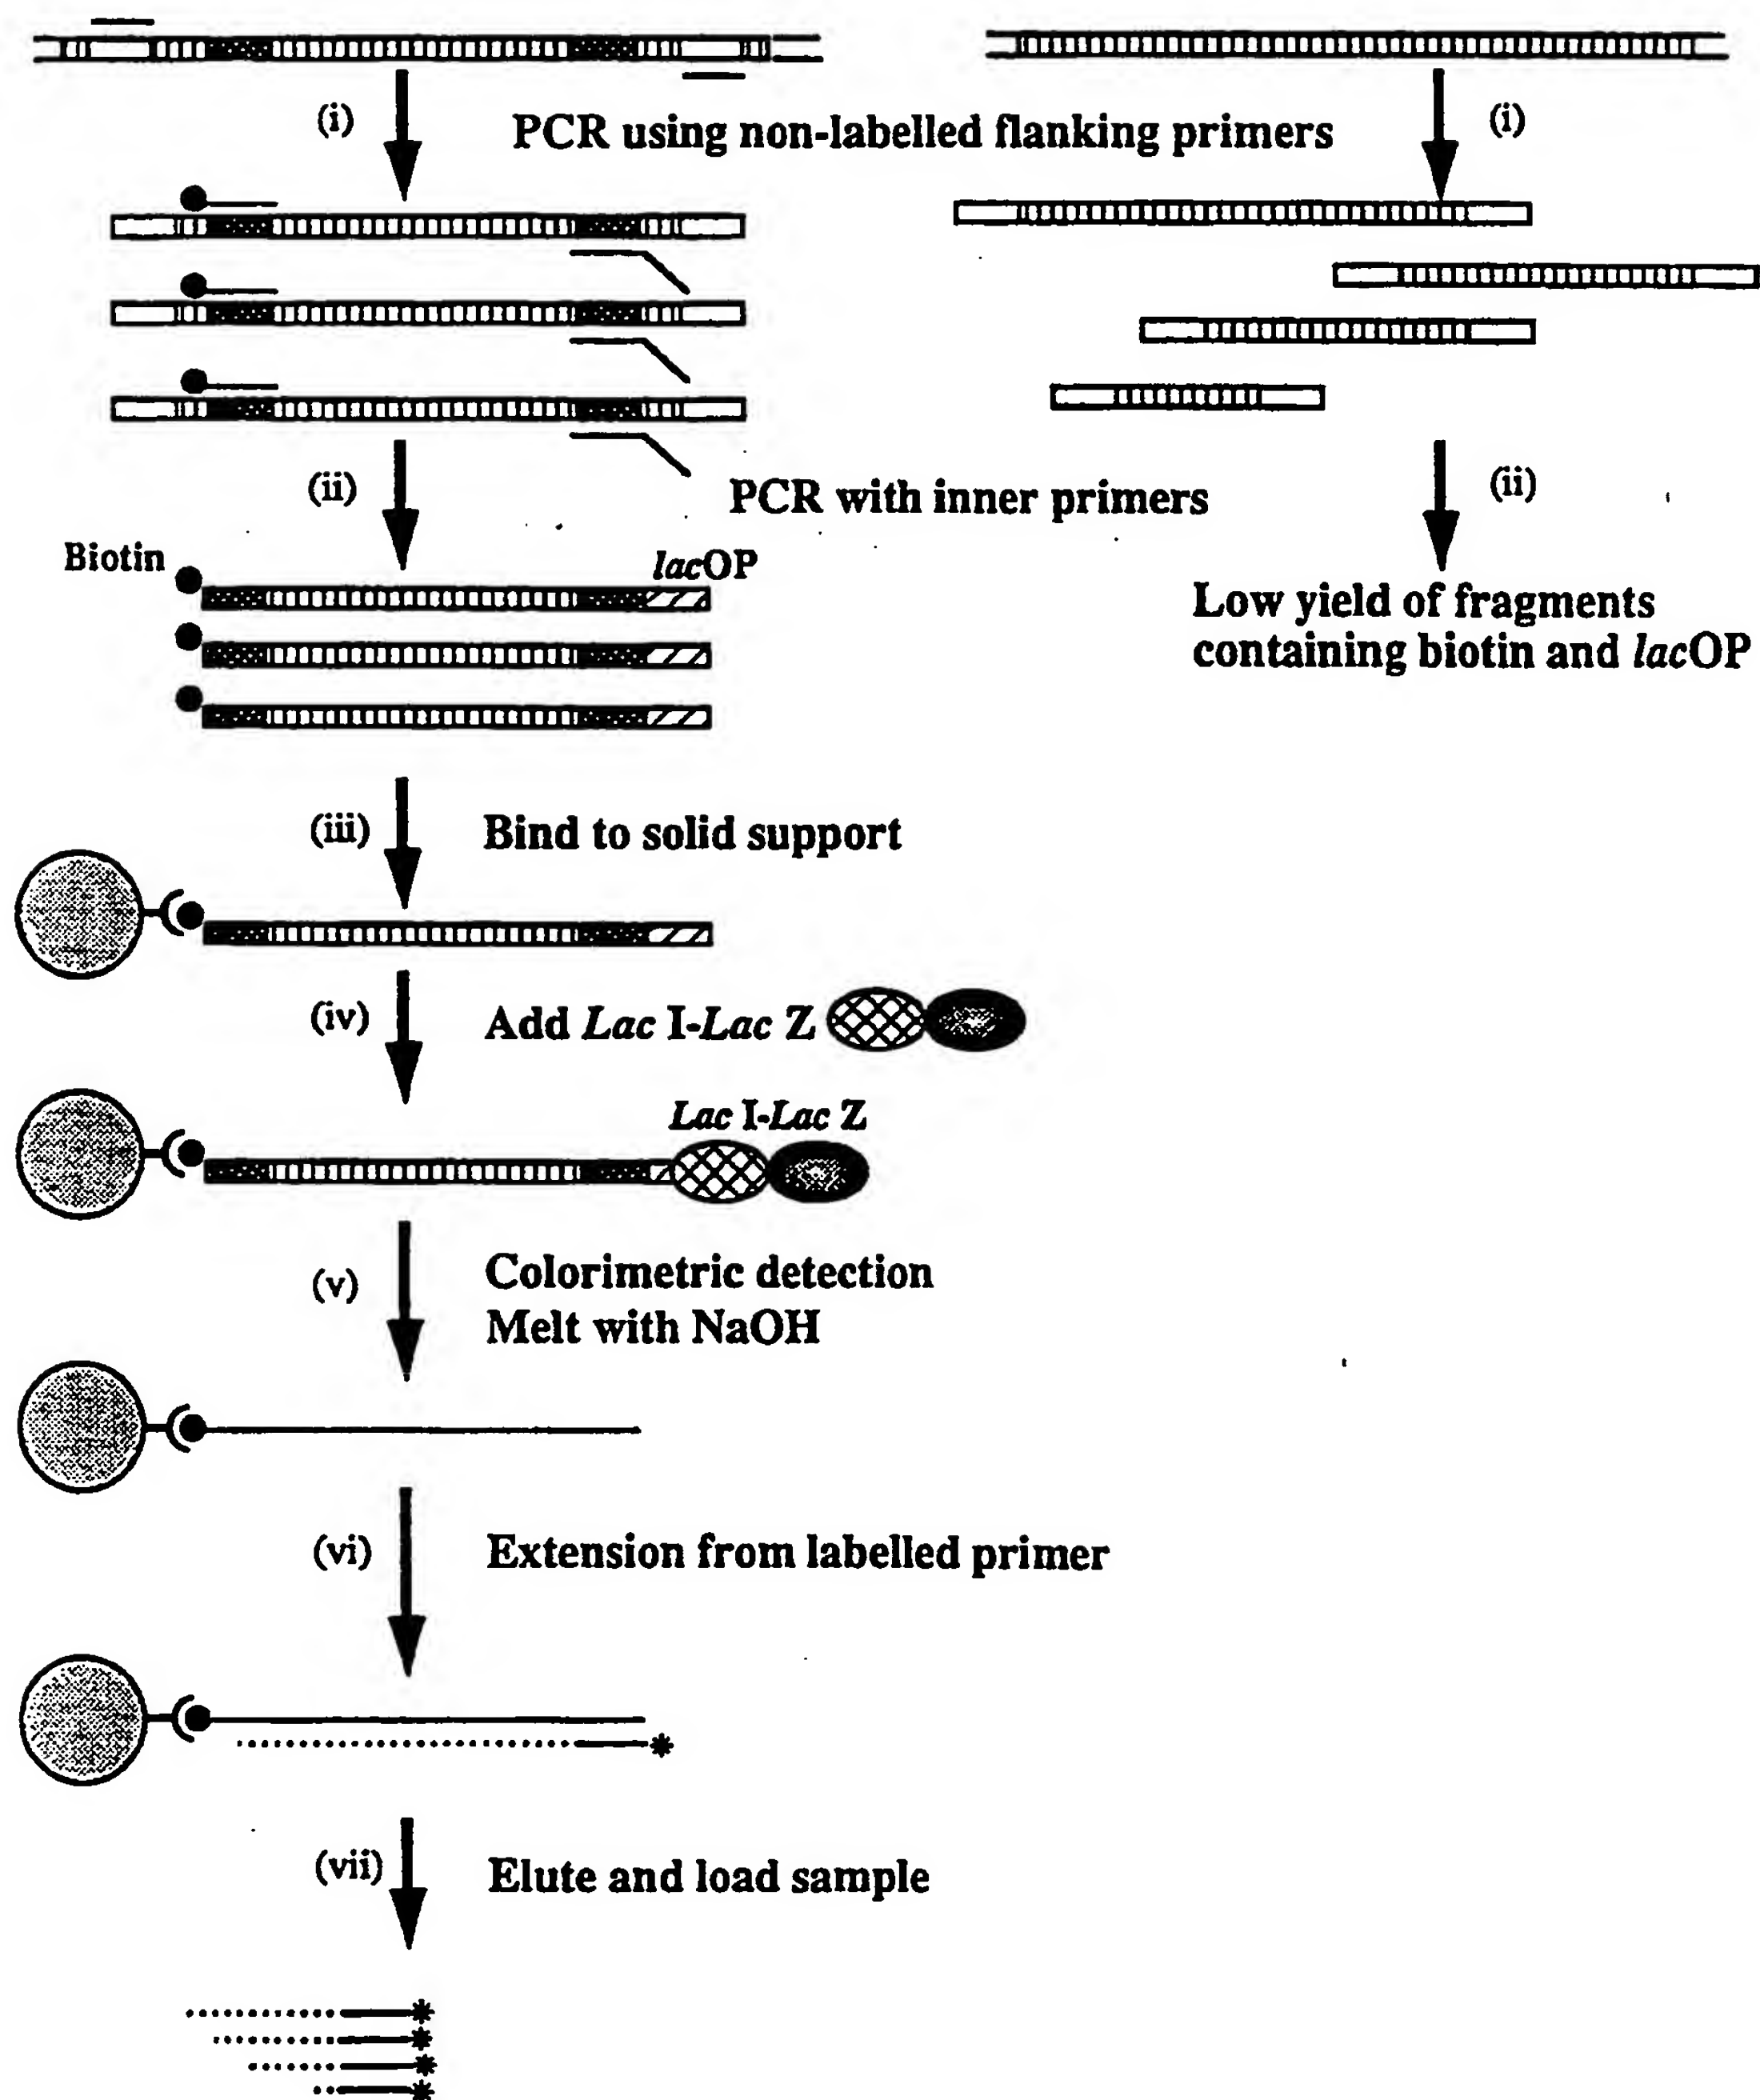 (i)
PCR using non-labelled flanking primers
(i)
(ii)
PCR with inner primers
(ii)
Biotin
lacOP
Low yield of fragments
containing biotin and lacOP
(iii)
Bind to solid support
(iv)
Add Lac I-Lac Z
Lac I-Lac Z
(v)
Colorimetric detection
Melt with NaOH
(vi)
Extension from labelled primer
(vii)
Elute and load sample